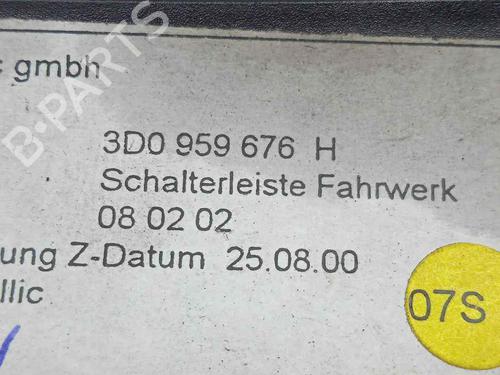 gmbh
3D0 959 676 H
Schalterleiste Fahrwerk
08 02 02
ung Z-Datum 25.08.00
llic
07S
B-PARTS